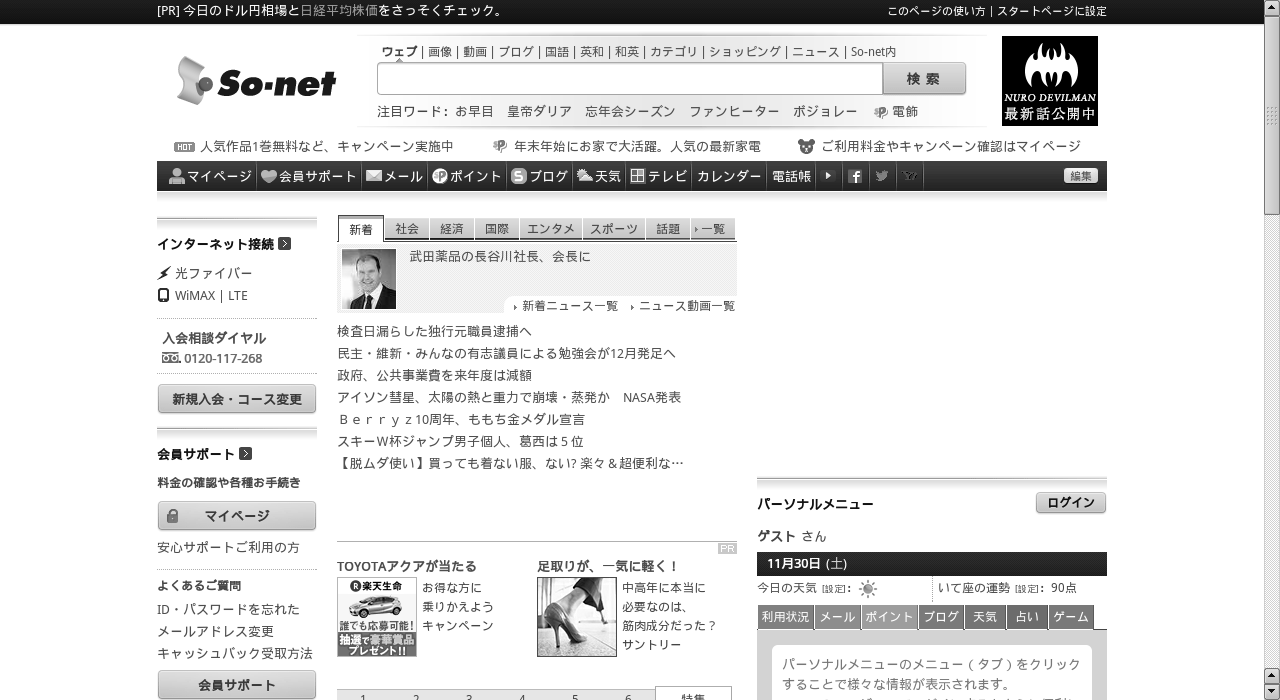 [PR] 今日のドル円相場と日経平均株価をさっそくチェック。
このページの使い方 | スタートページに設定
So-net
ウェブ | 画像 | 動画 | ブログ | 国語 | 英和 | 和英 | カテゴリ | ショッピング | ニュース | So-net内
検 索
注目ワード: お早目 皇帝ダリア 忘年会シーズン ファンヒーター ボジョレー 電飾
NURO DEVILMAN
最新話公開中
HOT 人気作品1巻無料など、キャンペーン実施中
年末年始にお家で大活躍。人気の最新家電
ご利用料金やキャンペーン確認はマイページ
マイページ 会員サポート メール ポイント ブログ 天気 テレビ カレンダー 電話帳
編集
インターネット接続
光ファイバー
WiMAX | LTE
入会相談ダイヤル
0120-117-268
新規入会・コース変更
会員サポート
料金の確認や各種お手続き
マイページ
安心サポートご利用の方
よくあるご質問
ID・パスワードを忘れた
メールアドレス変更
キャッシュバック受取方法
会員サポート
新着 社会 経済 国際 エンタメ スポーツ 話題 一覧
武田薬品の長谷川社長、会長に
新着ニュース一覧 ニュース動画一覧
検査日漏らした独行元職員逮捕へ
民主・維新・みんなの有志議員による勉強会が12月発足へ
政府、公共事業費を来年度は減額
アイソン彗星、太陽の熱と重力で崩壊・蒸発か　NASA発表
Ｂｅｒｒｙｚ10周年、ももち金メダル宣言
スキーW杯ジャンプ男子個人、葛西は５位
【脱ムダ使い】買っても着ない服、ない? 楽々＆超便利な…
PR
TOYOTAアクアが当たる
楽天生命
誰でも応募可能!
抽選で豪華賞品
プレゼント!!
お得な方に
乗りかえよう
キャンペーン
足取りが、一気に軽く！
中高年に本当に
必要なのは、
筋肉成分だった？
サントリー
1 2 3 4 5 6 特集
パーソナルメニュー
ログイン
ゲスト さん
11月30日 (土)
今日の天気 [設定]:
いて座の運勢 [設定]: 90点
利用状況 メール ポイント ブログ 天気 占い ゲーム
パーソナルメニューのメニュー（タブ）をクリック
することで様々な情報が表示されます。